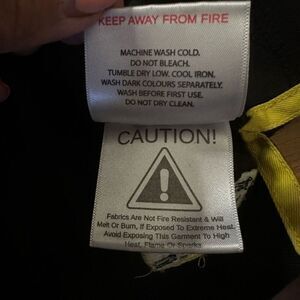 KEEP AWAY FROM FIRE
MACHINE WASH COLD.
DO NOT BLEACH.
TUMBLE DRY LOW. COOL IRON.
WASH DARK COLOURS SEPARATELY.
WASH BEFORE FIRST USE.
DO NOT DRY CLEAN.
CAUTION!
Fabrics Are Not Fire Resistant & Will
Melt Or Burn, If Exposed To Extreme Heat.
Avoid Exposing This Garment To High
Heat, Flame Or Sparks